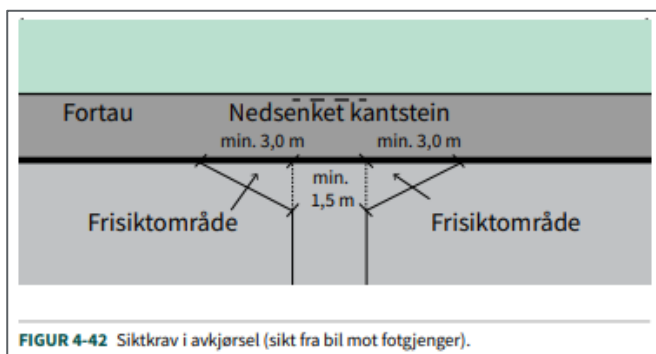 Fortau
Nedsenket kantstein
min. 3,0 m
min. 3,0 m
min.
1,5 m
Frisiktområde
Frisiktområde
FIGUR 4-42 Siktkrav i avkjørsel (sikt fra bil mot fotgjenger).